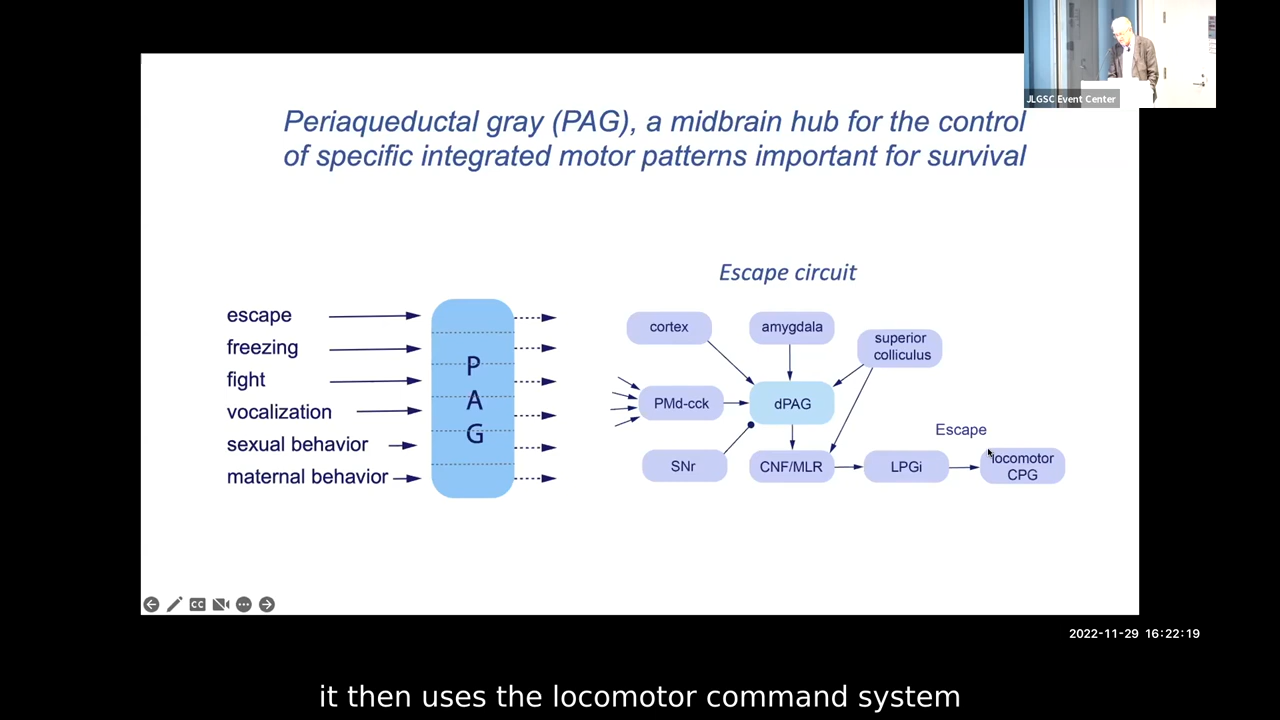 JLGSC Event Center
Periaqueductal gray (PAG), a midbrain hub for the control
of specific integrated motor patterns important for survival
Escape circuit
escape
freezing
fight
vocalization
sexual behavior
maternal behavior
P
A
G
cortex
amygdala
superior
colliculus
PMd-cck
dPAG
Escape
SNr
CNF/MLR
LPGi
locomotor
CPG
CC
2022-11-29 16:22:19
it then uses the locomotor command system